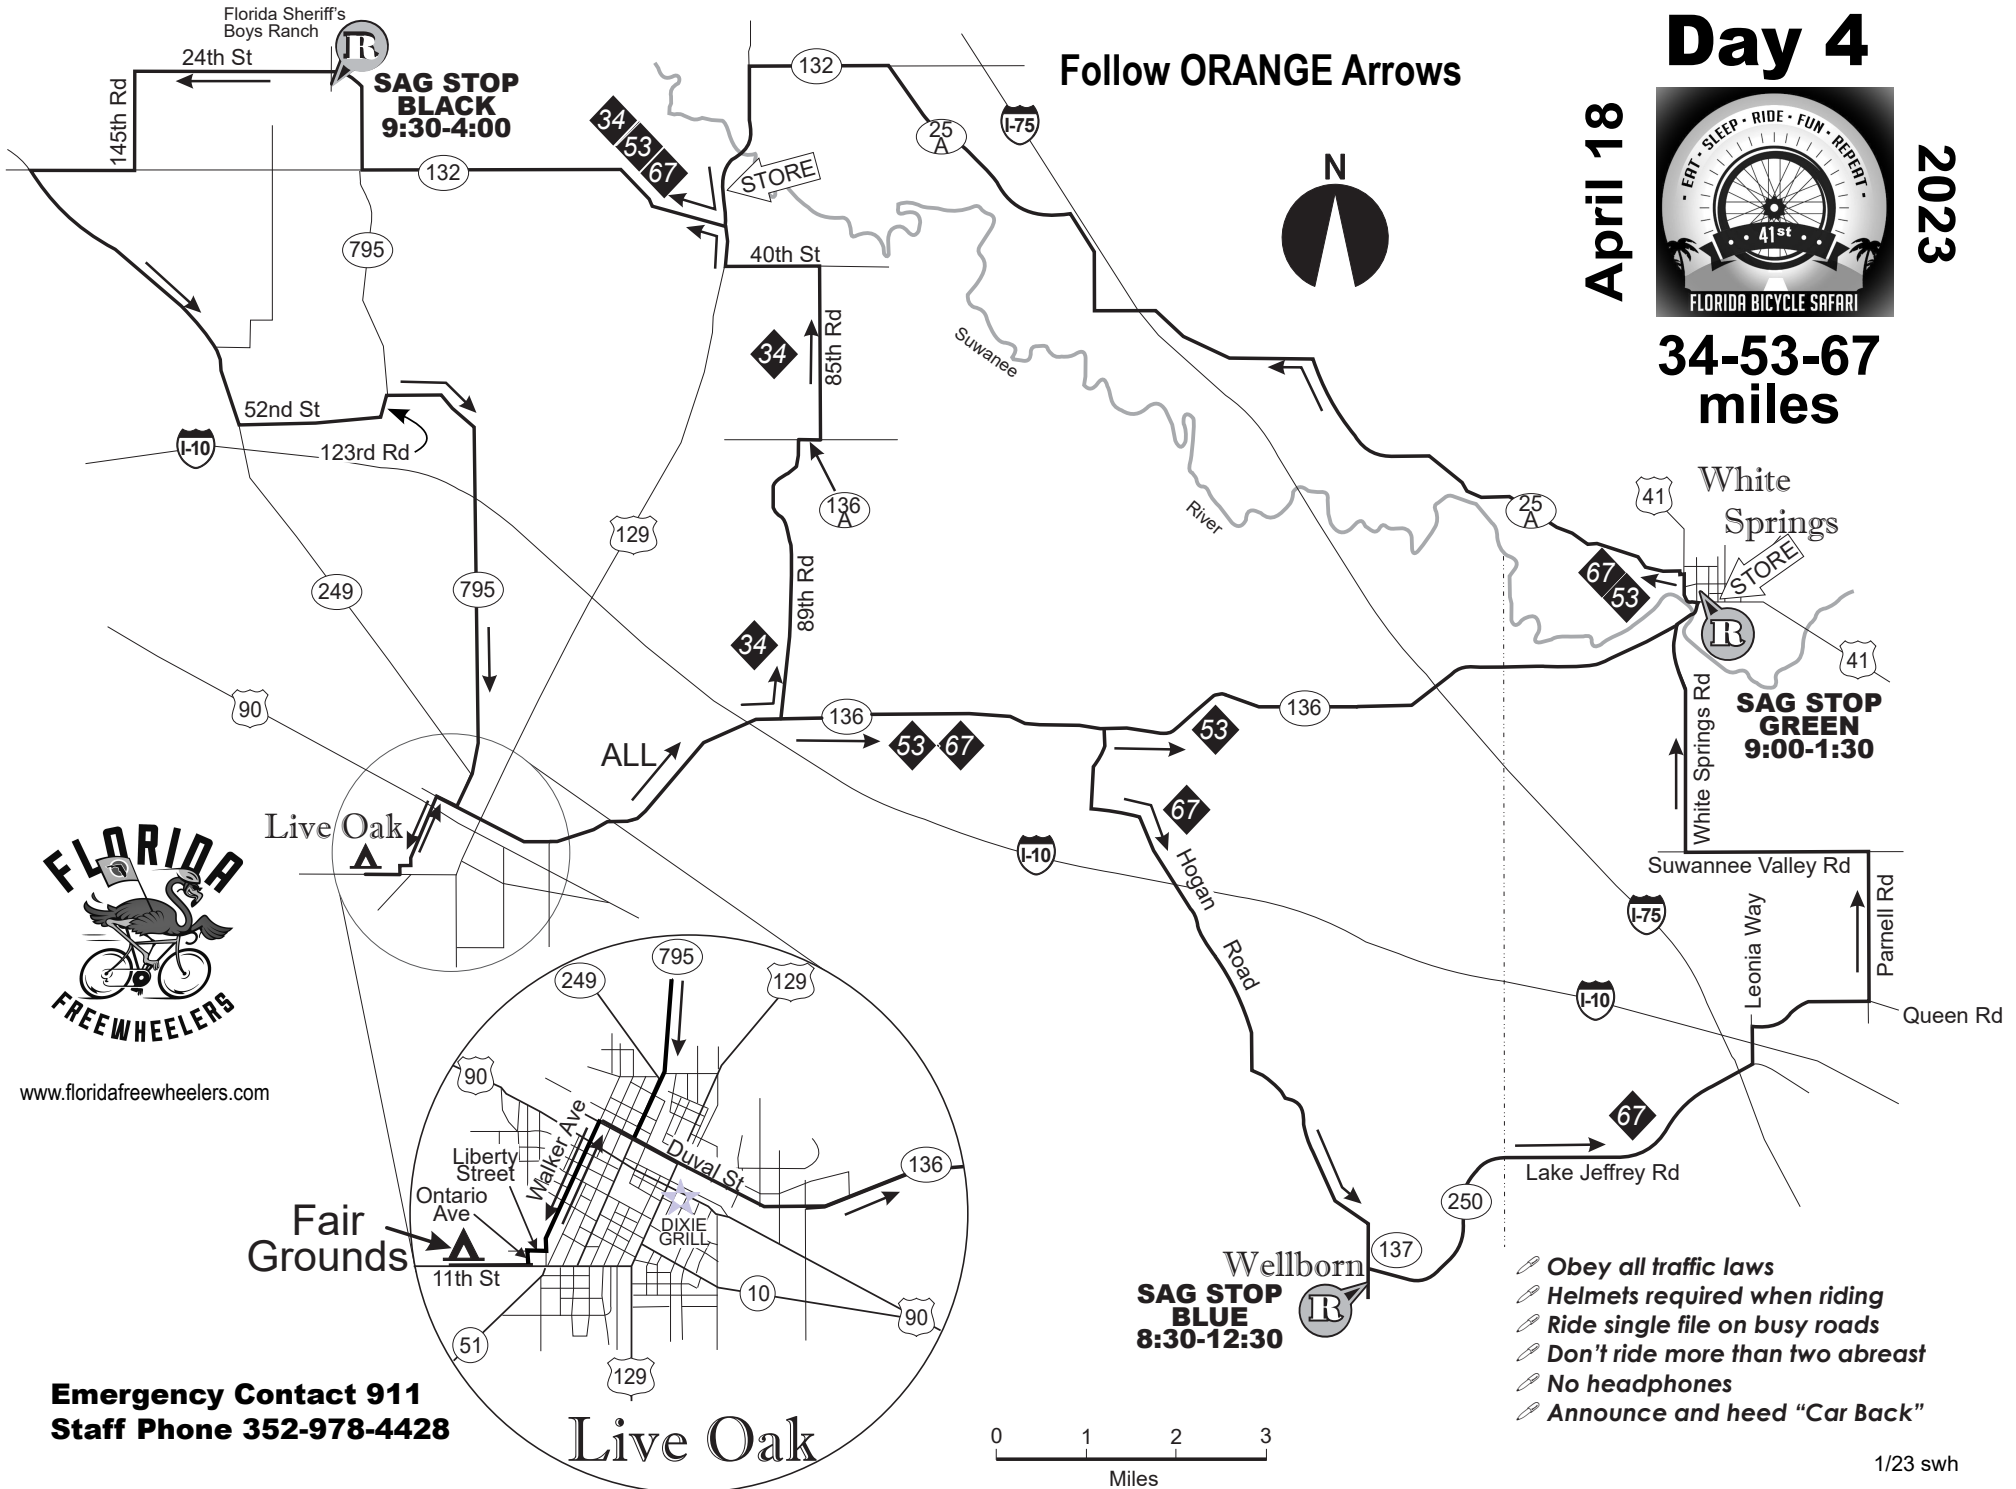 Day 4
April 18
2023
EAT · SLEEP · RIDE · FUN · REPEAT
41st
FLORIDA BICYCLE SAFARI
34-53-67
miles
Follow ORANGE Arrows
N
Florida Sheriff's
Boys Ranch
R
24th St
SAG STOP
BLACK
9:30-4:00
145th Rd
132
132
34
53
67
STORE
25
A
I-75
795
40th St
34
85th Rd
Suwanee
River
52nd St
123rd Rd
I-10
136
A
129
249
795
89th Rd
34
90
136
53
67
ALL
53
136
67
Hogan
Road
25
A
41
White
Springs
STORE
67
53
R
41
SAG STOP
GREEN
9:00-1:30
White Springs Rd
Suwannee Valley Rd
Parnell Rd
Leonia Way
Queen Rd
I-75
I-10
I-10
67
Lake Jeffrey Rd
250
137
Wellborn
SAG STOP
BLUE
8:30-12:30
R
Live Oak
FLORIDA
FREEWHEELERS
www.floridafreewheelers.com
249
795
129
90
Walker Ave
Liberty
Street
Ontario
Ave
Duval St
136
DIXIE
GRILL
Fair
Grounds
11th St
10
90
51
129
Live Oak
Emergency Contact 911
Staff Phone 352-978-4428
0 1 2 3
Miles
Obey all traffic laws
Helmets required when riding
Ride single file on busy roads
Don't ride more than two abreast
No headphones
Announce and heed “Car Back”
1/23 swh